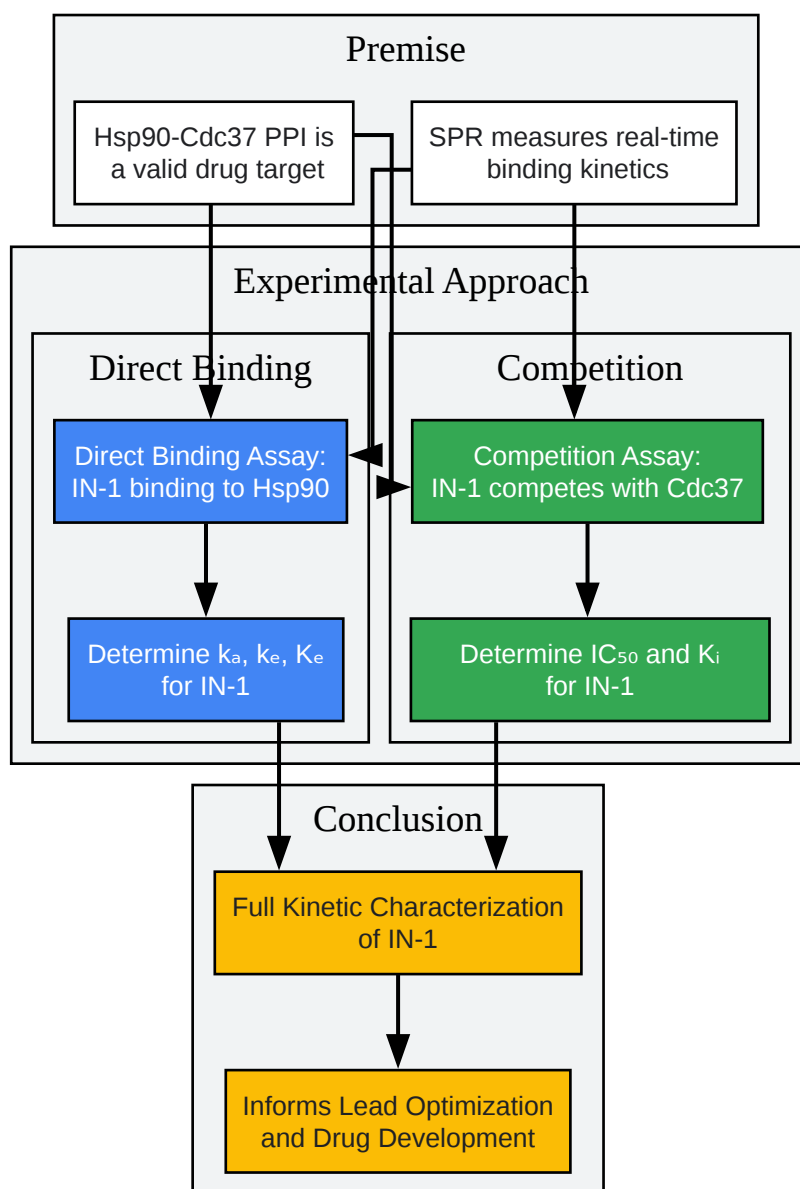 Premise
Hsp90-Cdc37 PPI is
a valid drug target
SPR measures real-time
binding kinetics
Experimental Approach
Direct Binding
Direct Binding Assay:
IN-1 binding to Hsp90
Determine kₐ, kₑ, Kₑ
for IN-1
Competition
Competition Assay:
IN-1 competes with Cdc37
Determine IC₅₀ and Kᵢ
for IN-1
Conclusion
Full Kinetic Characterization
of IN-1
Informs Lead Optimization
and Drug Development